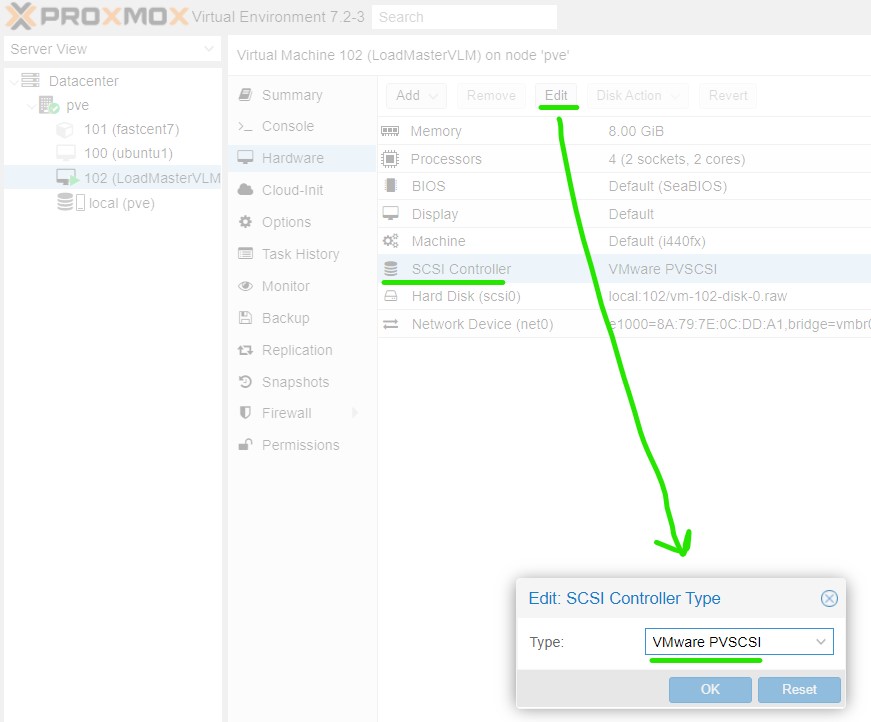 PROXMOX Virtual Environment 7.2-3 Search
Server View
Virtual Machine 102 (LoadMasterVLM) on node 'pve'
Datacenter
pve
101 (fastcent7)
100 (ubuntu1)
102 (LoadMasterVLM
local (pve)
Summary
Console
Hardware
Cloud-Init
Options
Task History
Monitor
Backup
Replication
Snapshots
Firewall
Permissions
Add Remove Edit Disk Action Revert
Memory 8.00 GiB
Processors 4 (2 sockets, 2 cores)
BIOS Default (SeaBIOS)
Display Default
Machine Default (i440fx)
SCSI Controller VMware PVSCSI
Hard Disk (scsi0) local:102/vm-102-disk-0.raw
Network Device (net0) e1000=8A:79:7E:0C:DD:A1,bridge=vmbr0
Edit: SCSI Controller Type
Type: VMware PVSCSI
OK Reset